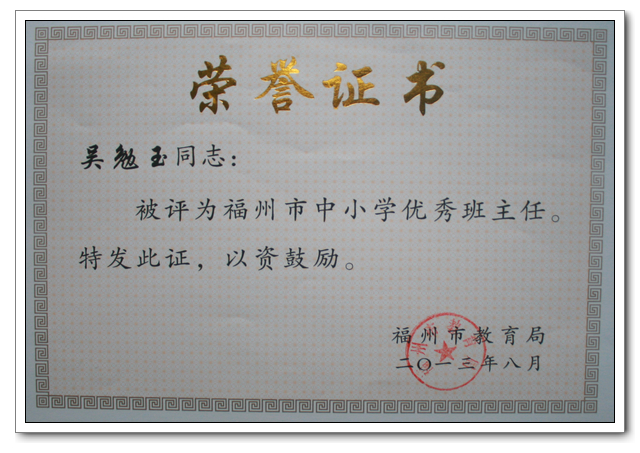 荣誉证书
吴勉玉同志：
被评为福州市中小学优秀班主任。
特发此证，以资鼓励。
福州市教育局
二〇一三年八月